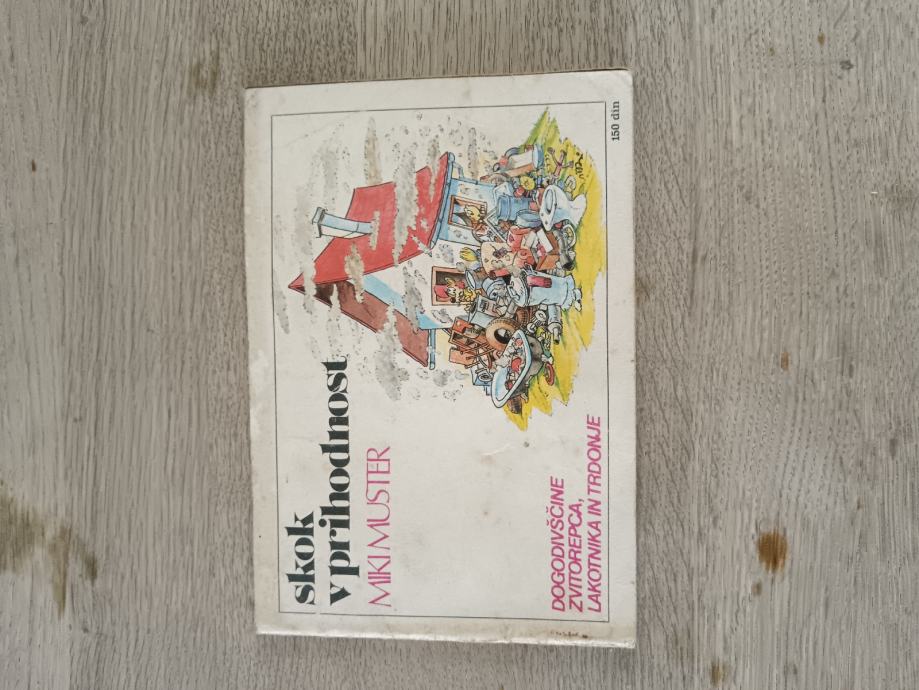 skok
v prihodnost
MIKI MUSTER
DOGODIVŠČINE
ZVITOREPCA,
LAKOTNIKA IN TRDONJE
150 din